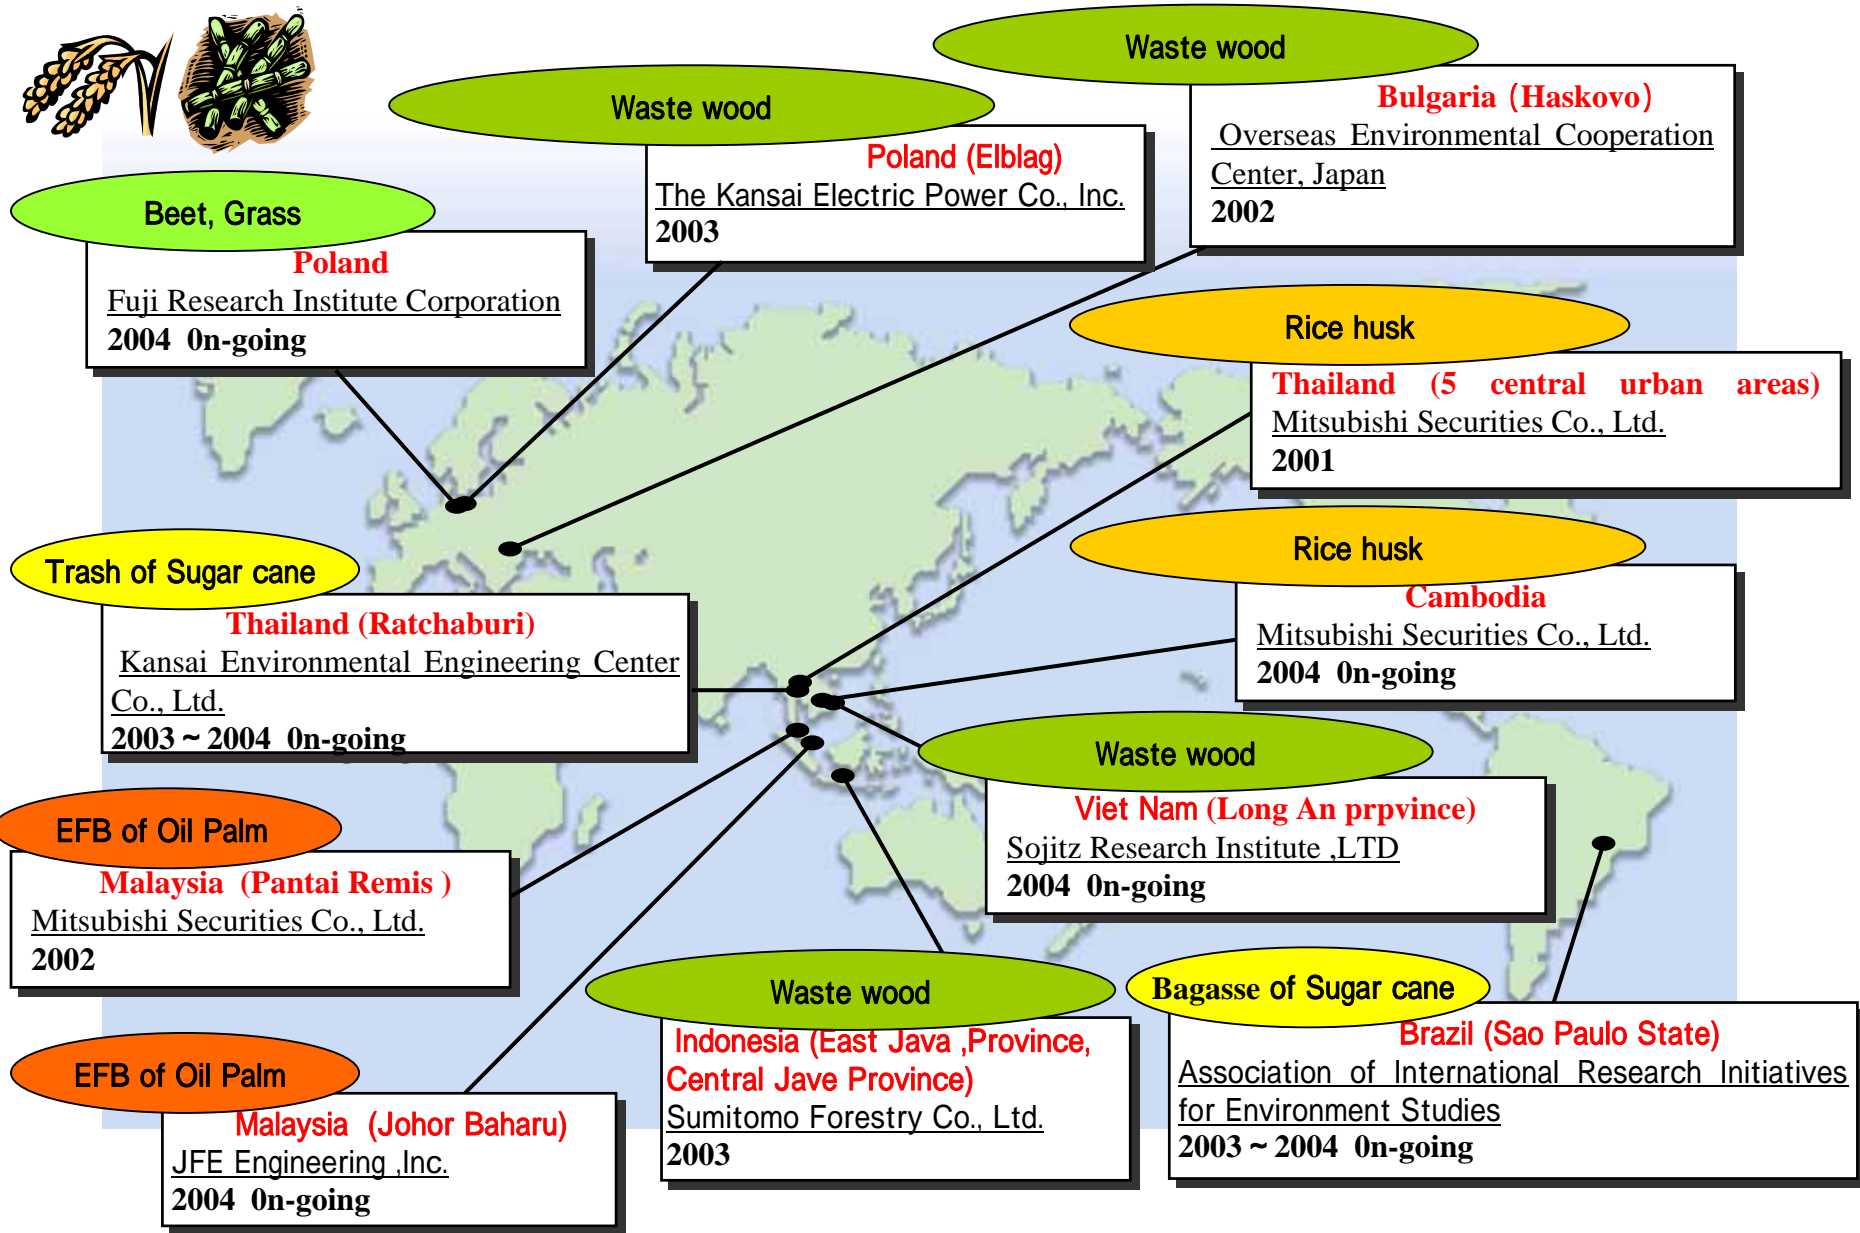 Waste wood
Bulgaria (Haskovo)
Overseas Environmental Cooperation
Center, Japan
2002
Waste wood
Poland (Elblag)
The Kansai Electric Power Co., Inc.
2003
Beet, Grass
Poland
Fuji Research Institute Corporation
2004 0n-going
Rice husk
Thailand (5 central urban areas)
Mitsubishi Securities Co., Ltd.
2001
Trash of Sugar cane
Thailand (Ratchaburi)
Kansai Environmental Engineering Center
Co., Ltd.
2003 ~ 2004 0n-going
Rice husk
Cambodia
Mitsubishi Securities Co., Ltd.
2004 0n-going
Waste wood
Viet Nam (Long An prpvince)
Sojitz Research Institute ,LTD
2004 0n-going
EFB of Oil Palm
Malaysia (Pantai Remis )
Mitsubishi Securities Co., Ltd.
2002
EFB of Oil Palm
Malaysia (Johor Baharu)
JFE Engineering ,Inc.
2004 0n-going
Waste wood
Indonesia (East Java ,Province,
Central Jave Province)
Sumitomo Forestry Co., Ltd.
2003
Bagasse of Sugar cane
Brazil (Sao Paulo State)
Association of International Research Initiatives
for Environment Studies
2003 ~ 2004 0n-going